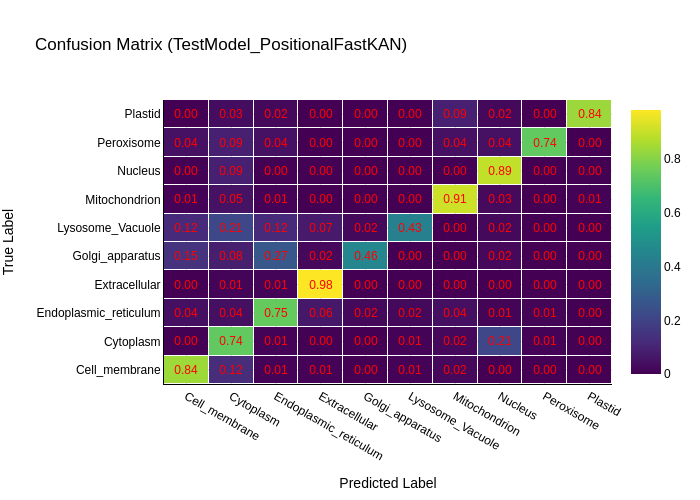 Confusion Matrix (TestModel_PositionalFastKAN)
Plastid 0.00 0.03 0.02 0.00 0.00 0.00 0.09 0.02 0.00 0.84
Peroxisome 0.04 0.09 0.04 0.00 0.00 0.00 0.04 0.04 0.74 0.00
0.8
Nucleus 0.00 0.09 0.00 0.00 0.00 0.00 0.00 0.89 0.00 0.00
Mitochondrion 0.01 0.05 0.01 0.00 0.00 0.00 0.91 0.03 0.00 0.01
0.6
Lysosome_Vacuole 0.12 0.12 0.07 0.02 0.43 0.00 0.02 0.00 0.00
True Label
Golgi_apparatus 0.15 0.08 0.27 0.02 0.46 0.00 0.00 0.02 0.00 0.00
0.4
Extracellular 0.00 0.01 0.01 0.98 0.00 0.00 0.00 0.00 0.00 0.00
Endoplasmic_reticulum 0.04 0.04 0.75 0.06 0.02 0.02 0.04 0.01 0.01 0.00
0.2
Cytoplasm 0.00 0.74 0.01 0.00 0.00 0.01 0.02 0.21 0.01 0.00
Cell_membrane 0.84 0.12 0.01 0.01 0.00 0.01 0.02 0.00 0.00 0.00
0
Cell_membrane
Cytoplasm
Endoplasmic_reticulum
Extracellular
Golgi_apparatus
Lysosome_Vacuole
Mitochondrion
Nucleus
Peroxisome
Plastid
Predicted Label